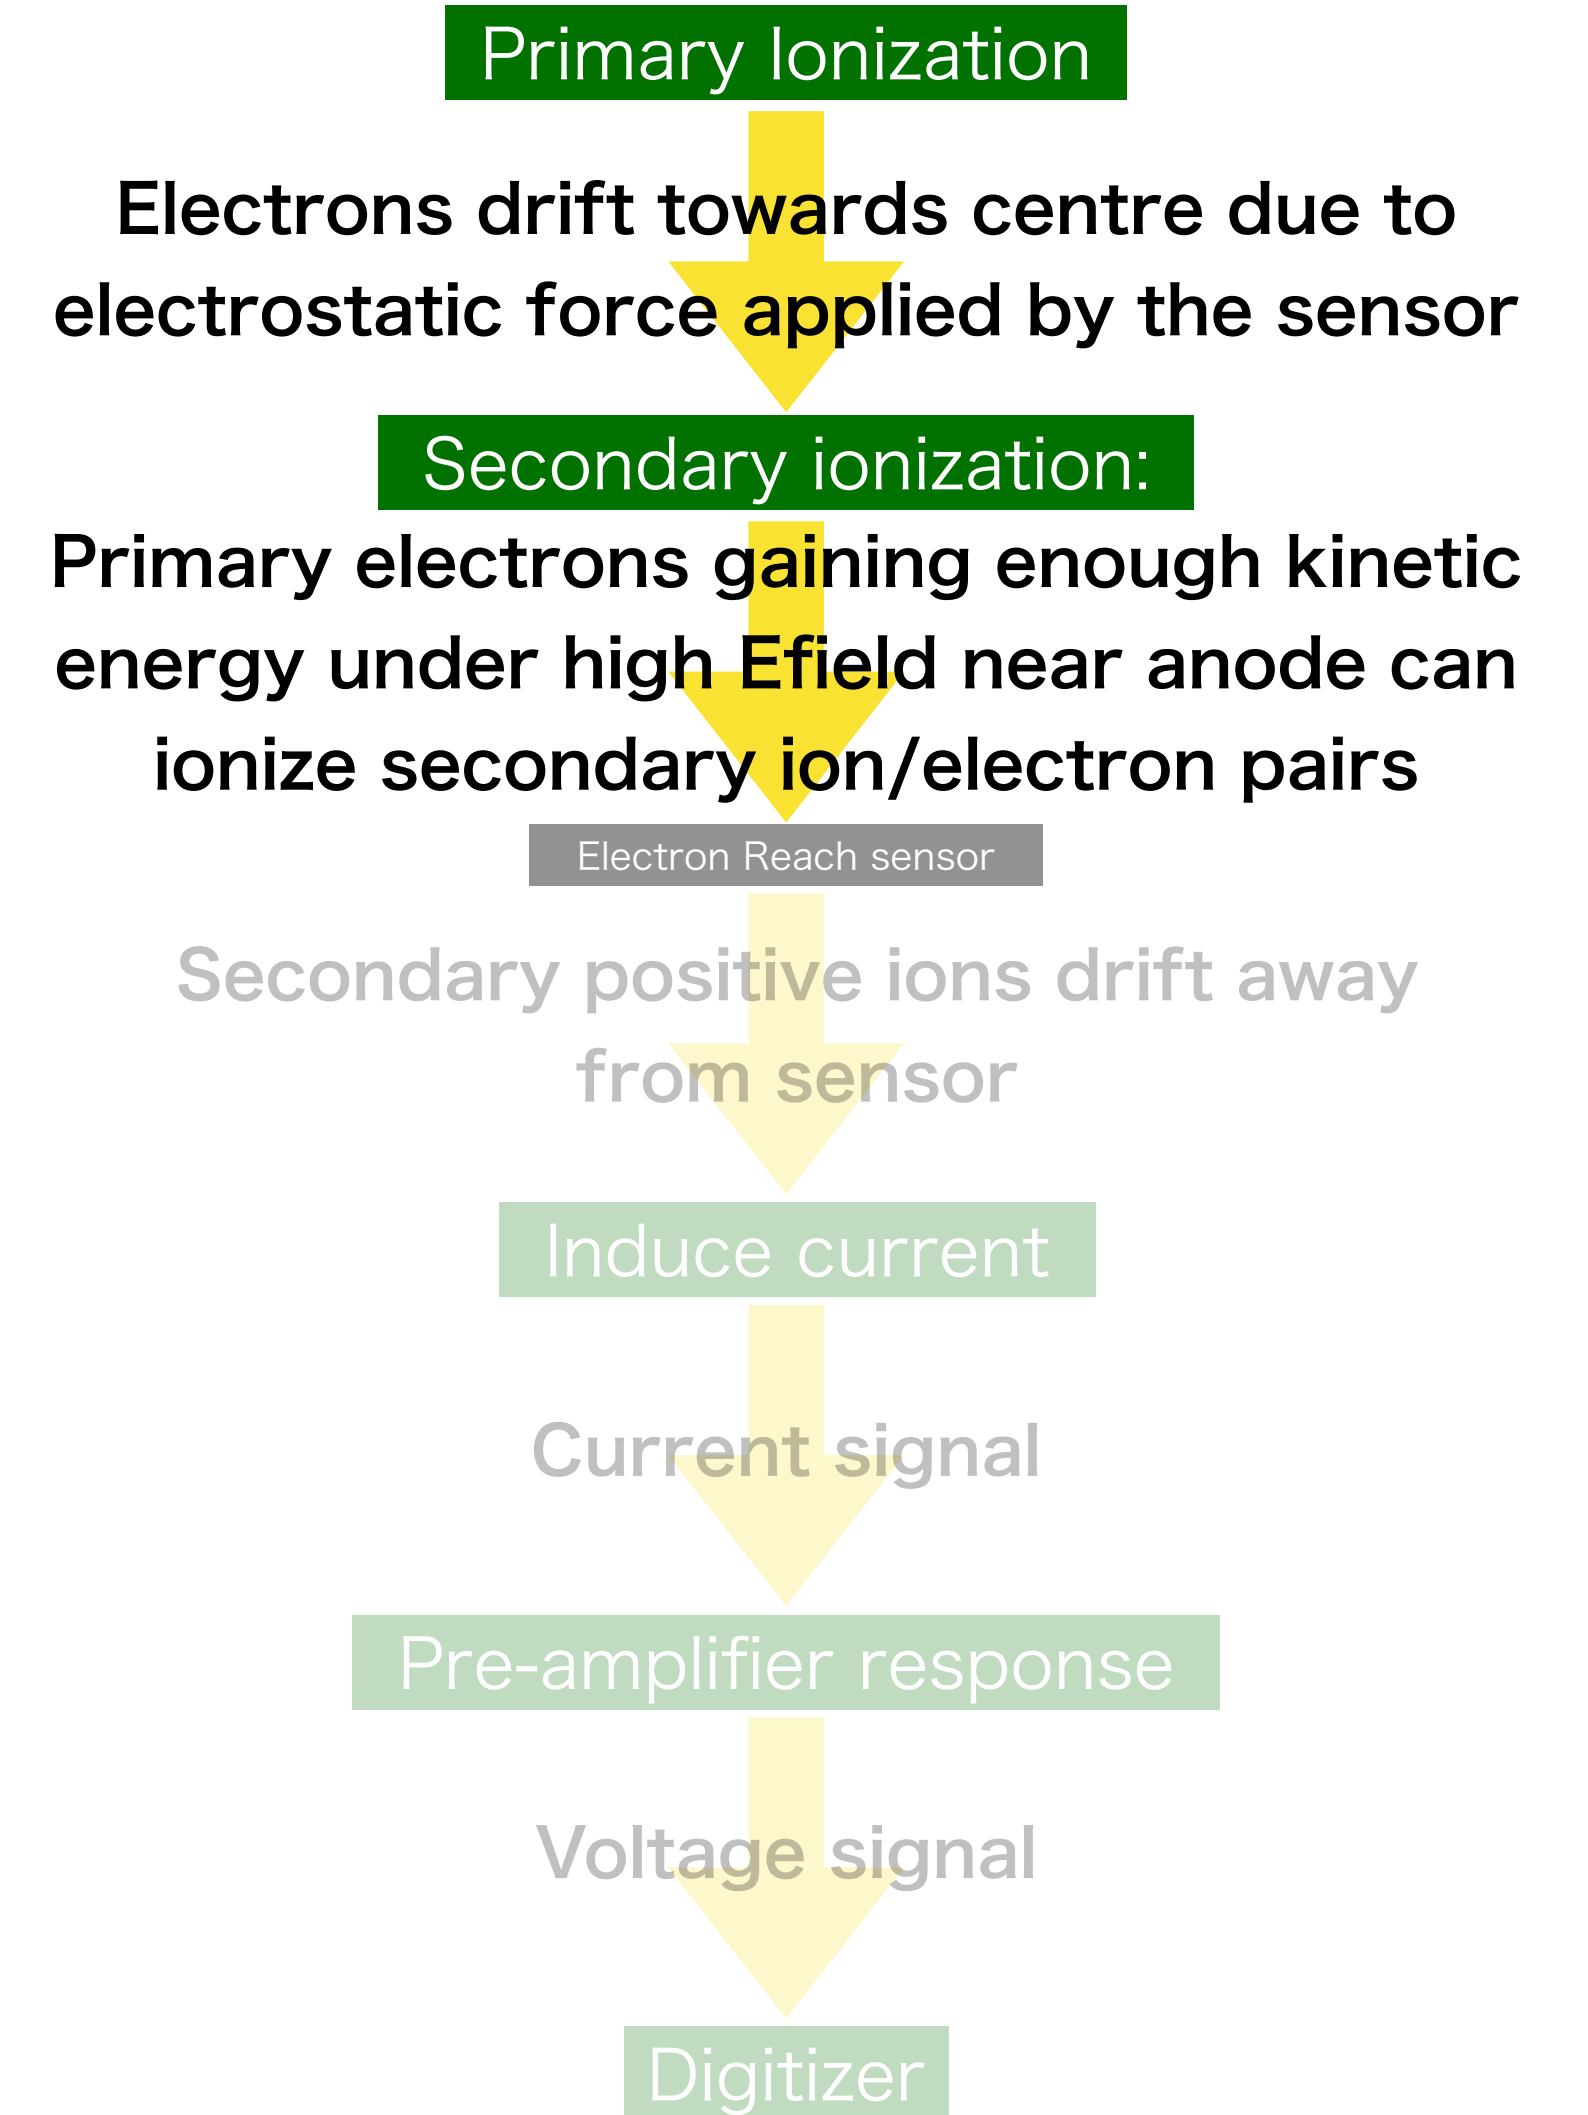 Primary Ionization
Electrons drift towards centre due to
electrostatic force applied by the sensor
Secondary ionization:
Primary electrons gaining enough kinetic
energy under high Efield near anode can
ionize secondary ion/electron pairs
Electron Reach sensor
Secondary positive ions drift away
from sensor
Induce current
Current signal
Pre-amplifier response
Voltage signal
Digitizer